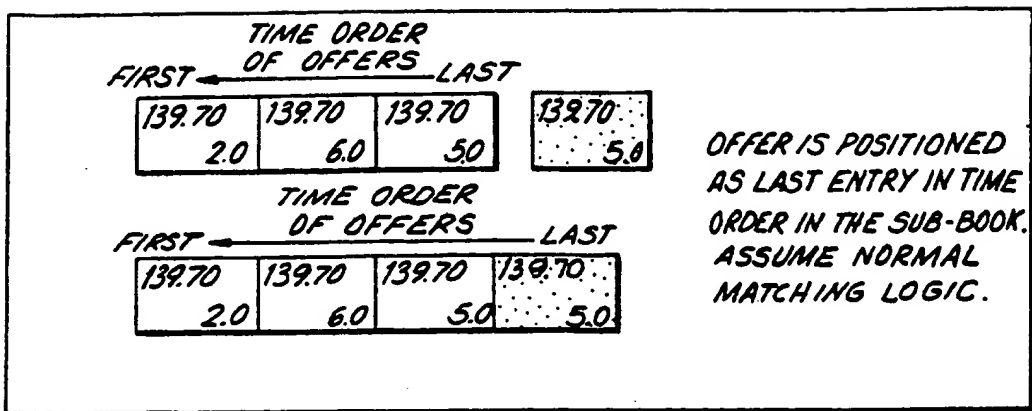 TIME ORDER
OF OFFERS
FIRST LAST
139.70 139.70 139.70 139.70
2.0 6.0 5.0 5.0
OFFER IS POSITIONED
AS LAST ENTRY IN TIME
ORDER IN THE SUB-BOOK.
ASSUME NORMAL
MATCHING LOGIC.
TIME ORDER
OF OFFERS
FIRST LAST
139.70 139.70 139.70 139.70
2.0 6.0 5.0 5.0